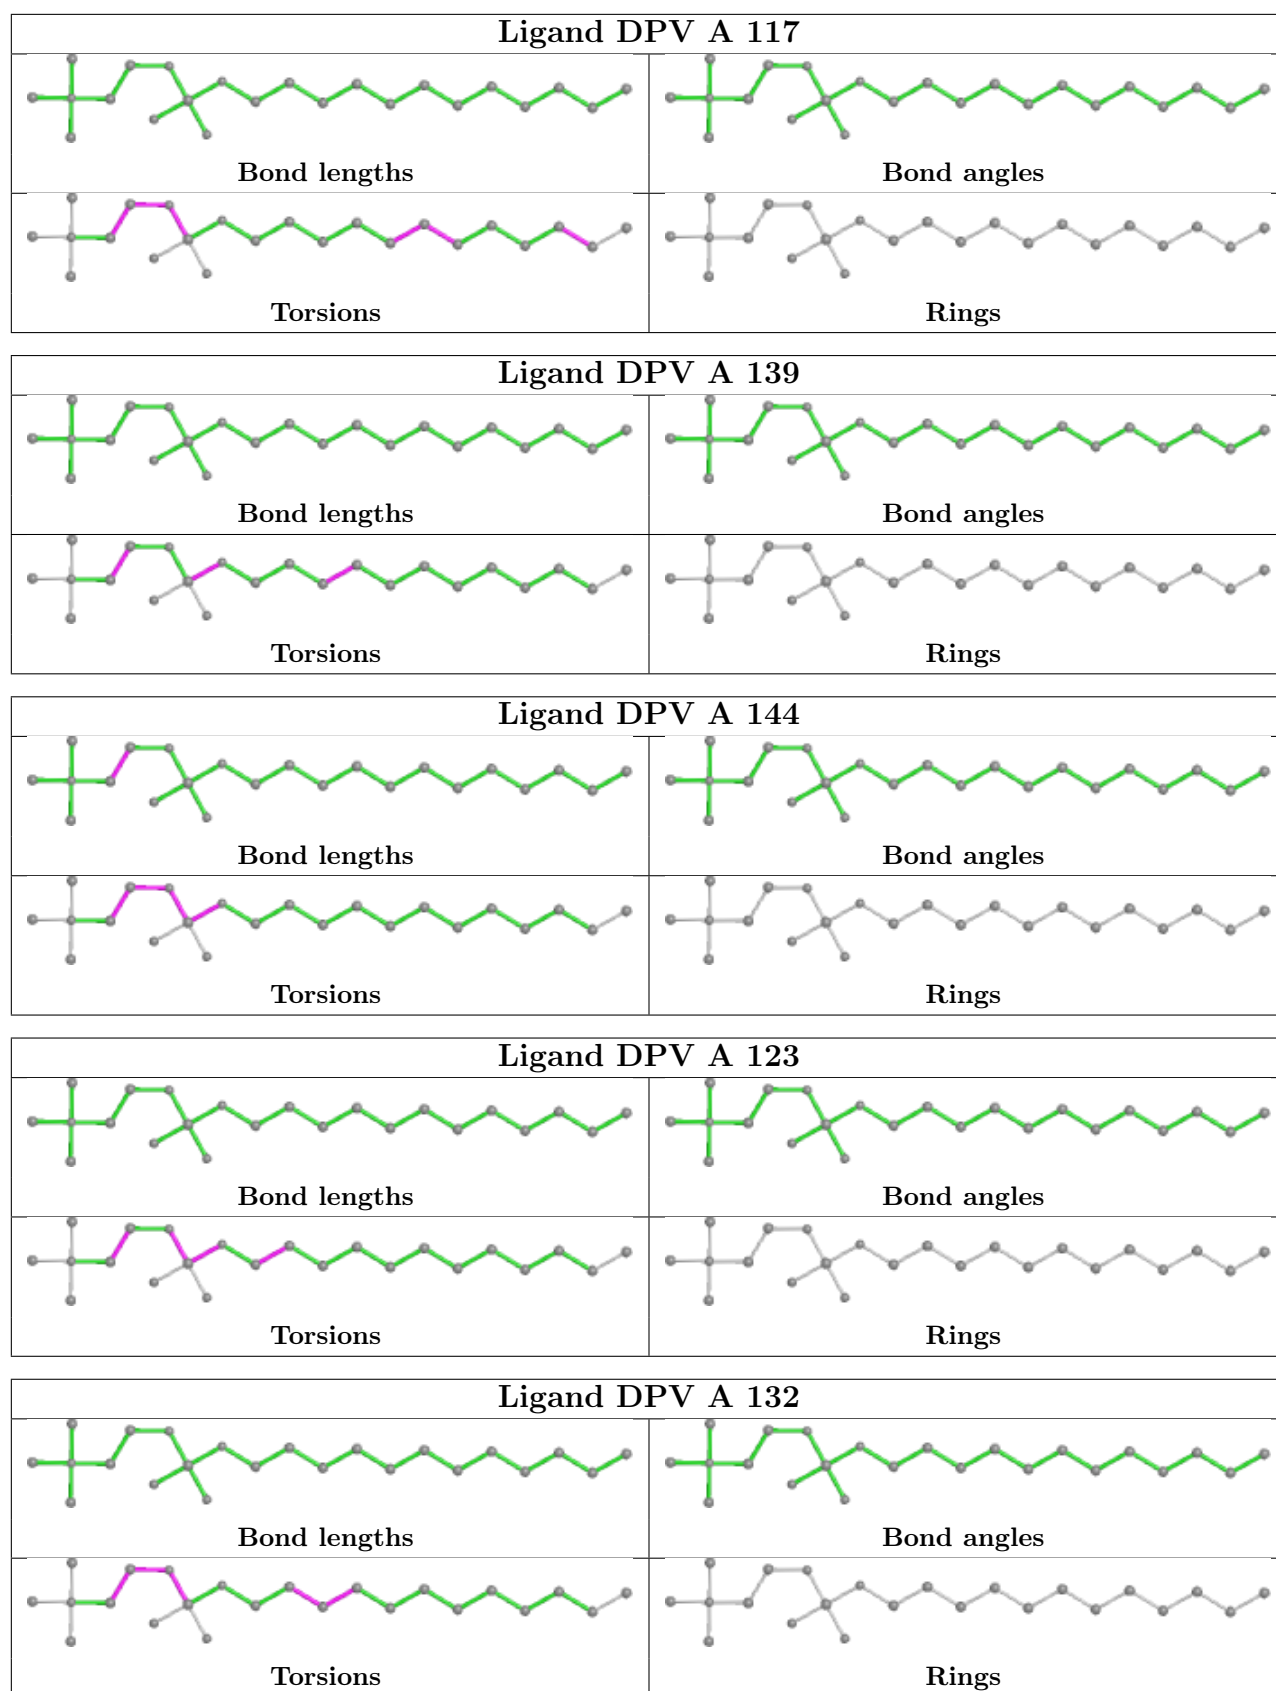 Ligand DPV A 117
Bond lengths
Bond angles
Torsions
Rings
Ligand DPV A 139
Bond lengths
Bond angles
Torsions
Rings
Ligand DPV A 144
Bond lengths
Bond angles
Torsions
Rings
Ligand DPV A 123
Bond lengths
Bond angles
Torsions
Rings
Ligand DPV A 132
Bond lengths
Bond angles
Torsions
Rings